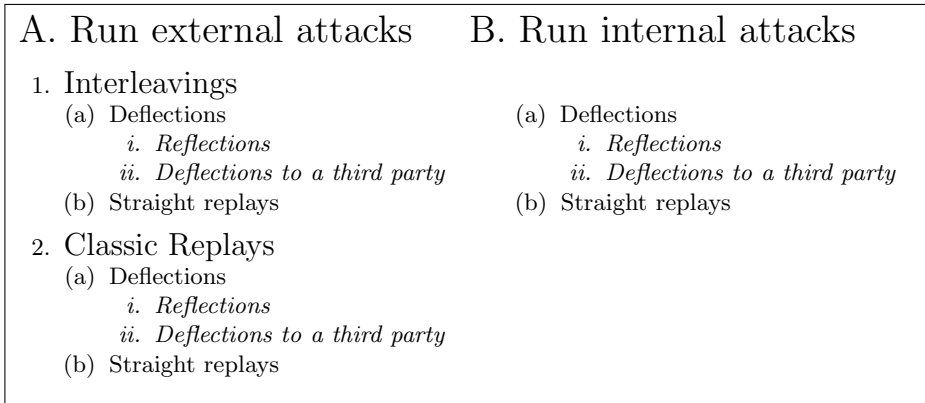 A. Run external attacks
1. Interleavings
(a) Deflections
i. Reflections
ii. Deflections to a third party
(b) Straight replays
2. Classic Replays
(a) Deflections
i. Reflections
ii. Deflections to a third party
(b) Straight replays
B. Run internal attacks
(a) Deflections
i. Reflections
ii. Deflections to a third party
(b) Straight replays